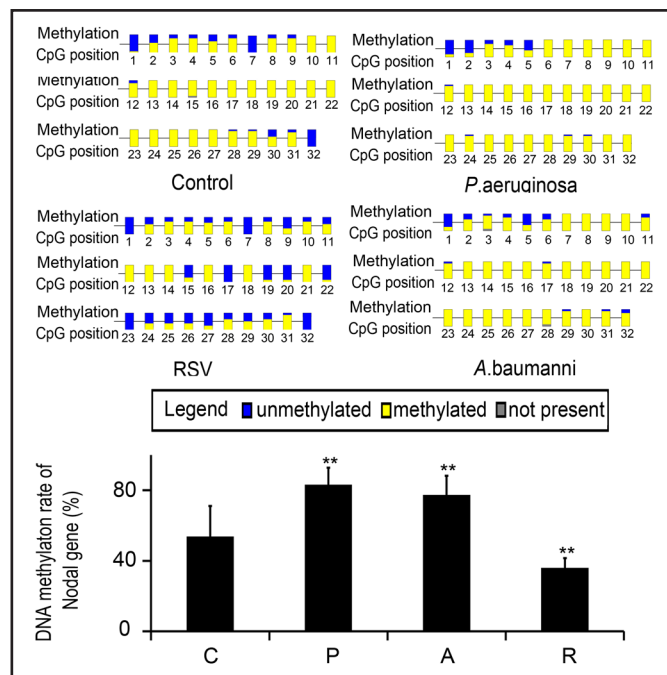 Methylation
CpG position
1 2 3 4 5 6 7 8 9 10 11
Methylation
CpG position
12 13 14 15 16 17 18 19 20 21 22
Methylation
CpG position
23 24 25 26 27 28 29 30 31 32
Control
Methylation
CpG position
1 2 3 4 5 6 7 8 9 10 11
Methylation
CpG position
12 13 14 15 16 17 18 19 20 21 22
Methylation
CpG position
23 24 25 26 27 28 29 30 31 32
P.aeruginosa
Methylation
CpG position
1 2 3 4 5 6 7 8 9 10 11
Methylation
CpG position
12 13 14 15 16 17 18 19 20 21 22
Methylation
CpG position
23 24 25 26 27 28 29 30 31 32
RSV
Methylation
CpG position
1 2 3 4 5 6 7 8 9 10 11
Methylation
CpG position
12 13 14 15 16 17 18 19 20 21 22
Methylation
CpG position
23 24 25 26 27 28 29 30 31 32
A.baumanni
Legend unmethylated methylated not present
DNA methylaton rate of
Nodal gene (%)
80
40
0
**
**
**
C P A R